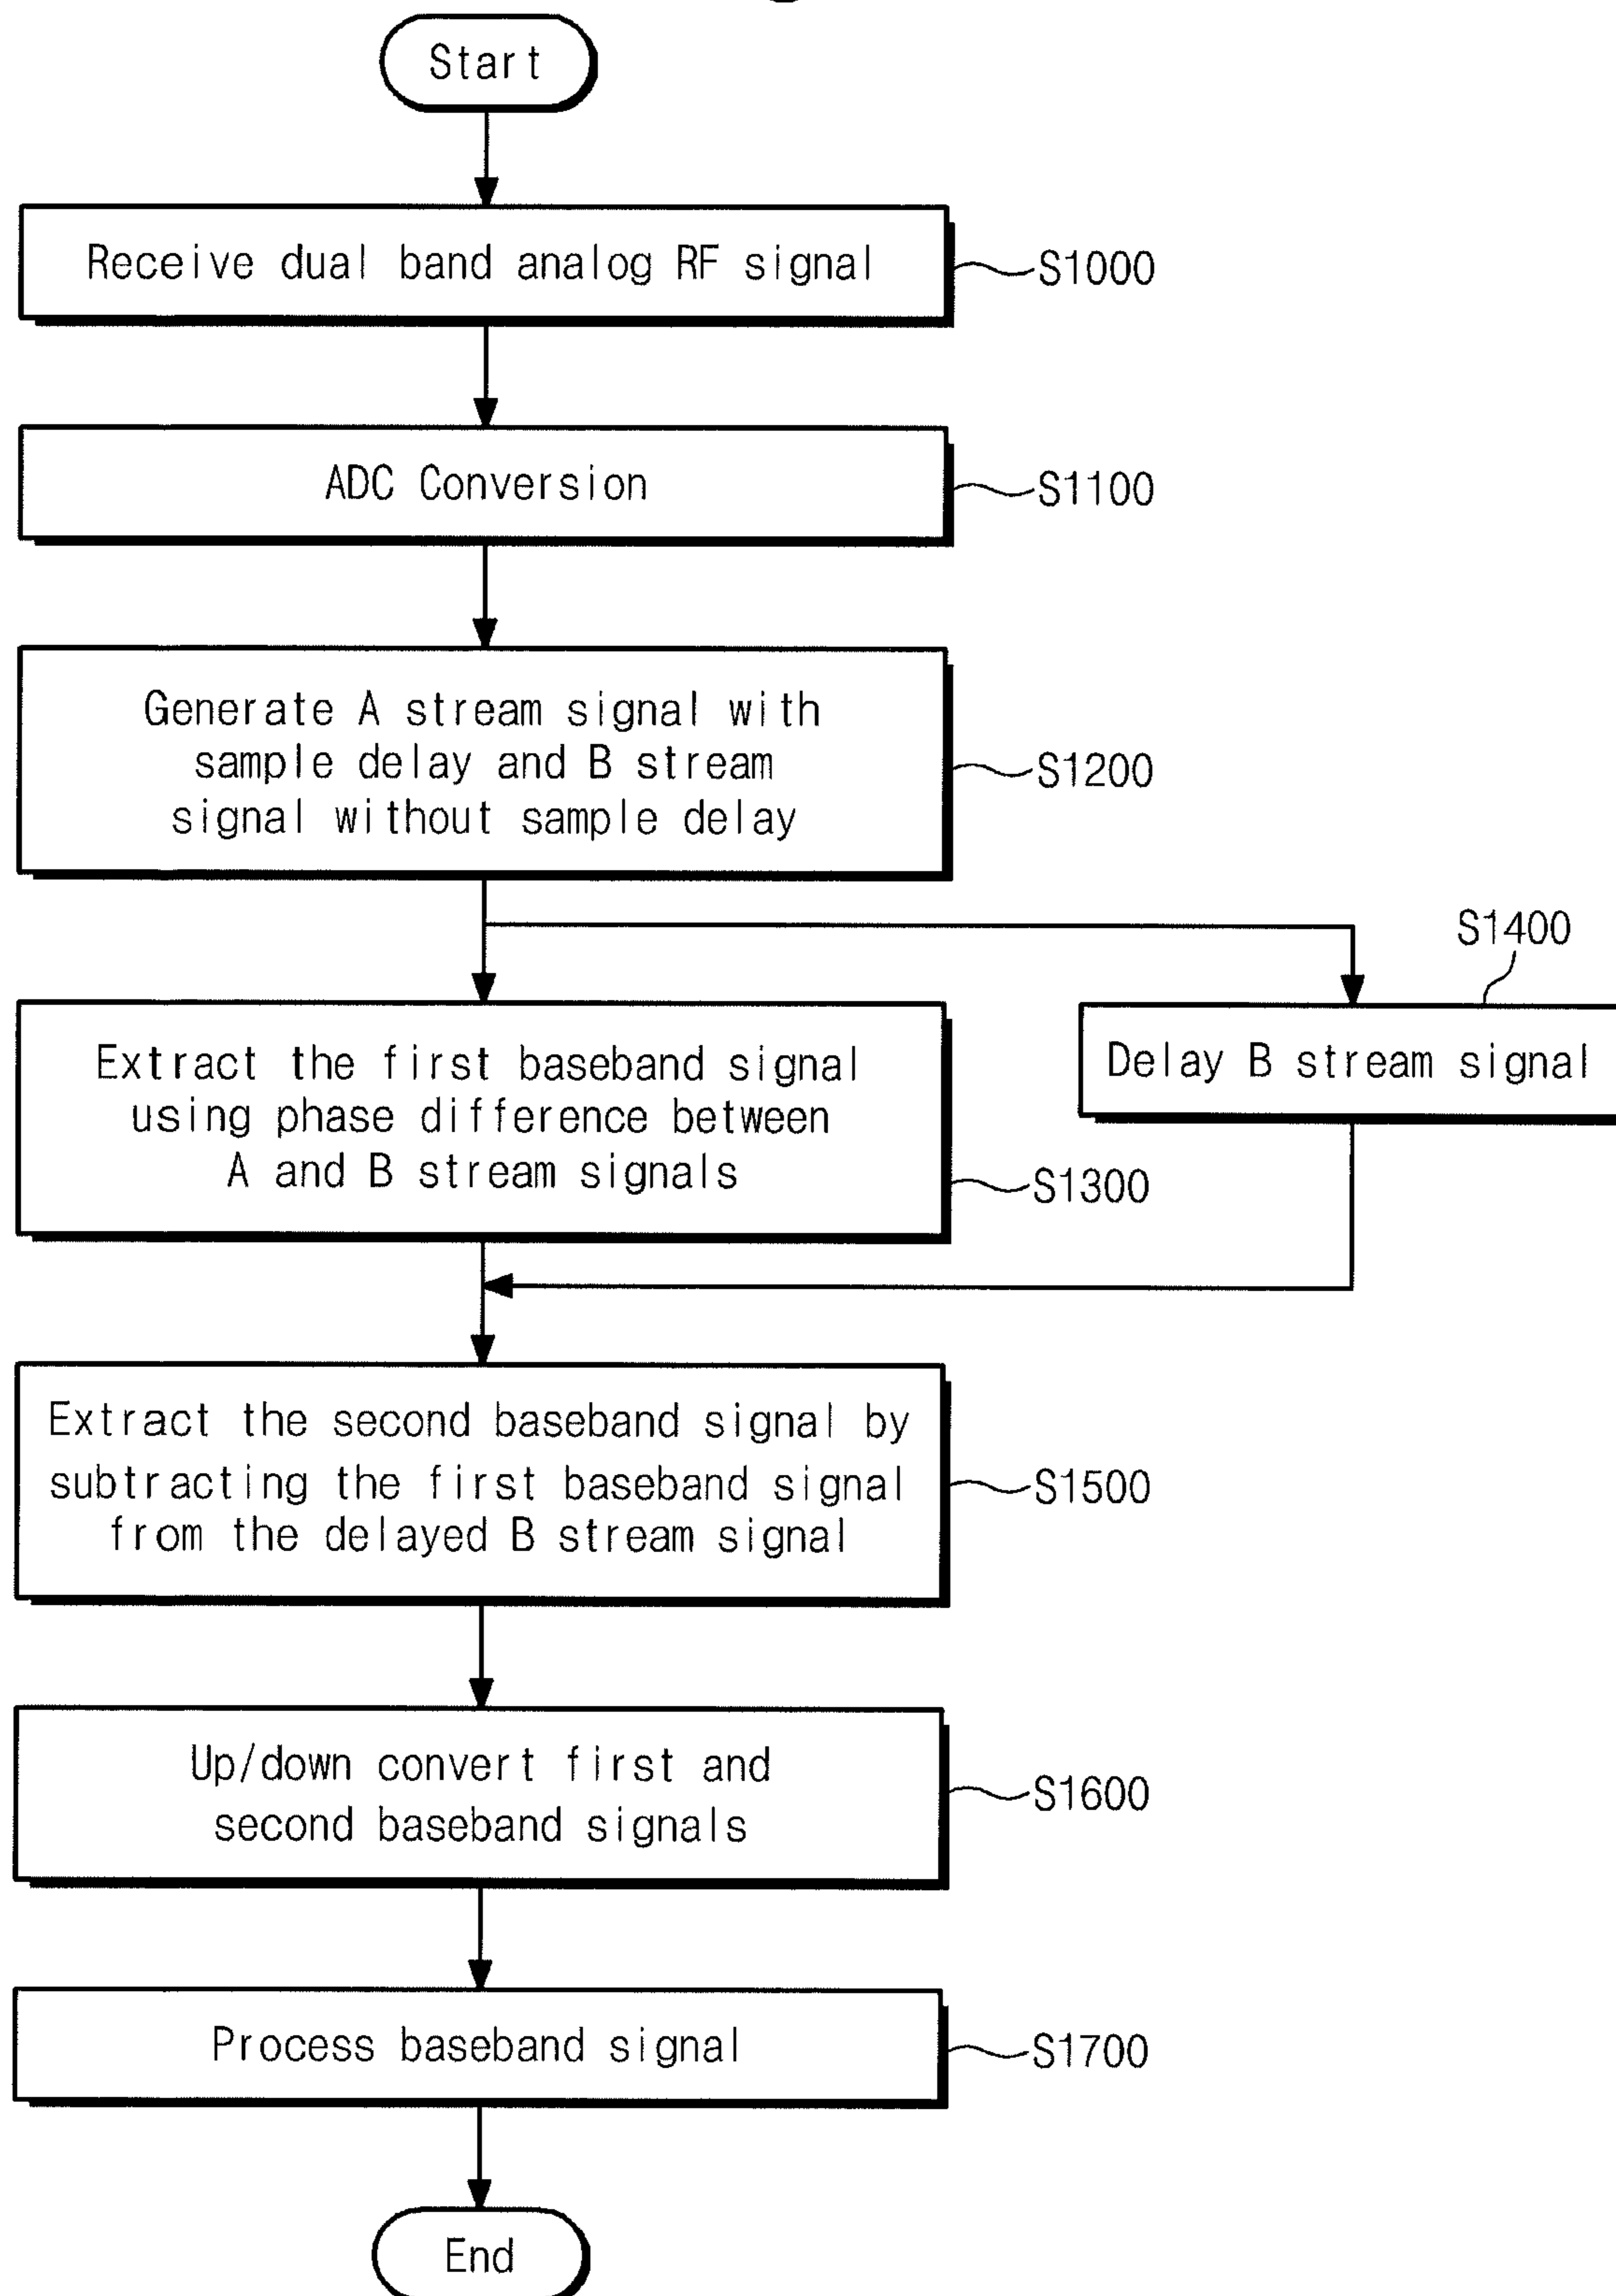 Start
Receive dual band analog RF signal
S1000
ADC Conversion
S1100
Generate A stream signal with
sample delay and B stream
signal without sample delay
S1200
S1400
Extract the first baseband signal
using phase difference between
A and B stream signals
S1300
Delay B stream signal
Extract the second baseband signal by
subtracting the first baseband signal
from the delayed B stream signal
S1500
Up/down convert first and
second baseband signals
S1600
Process baseband signal
S1700
End